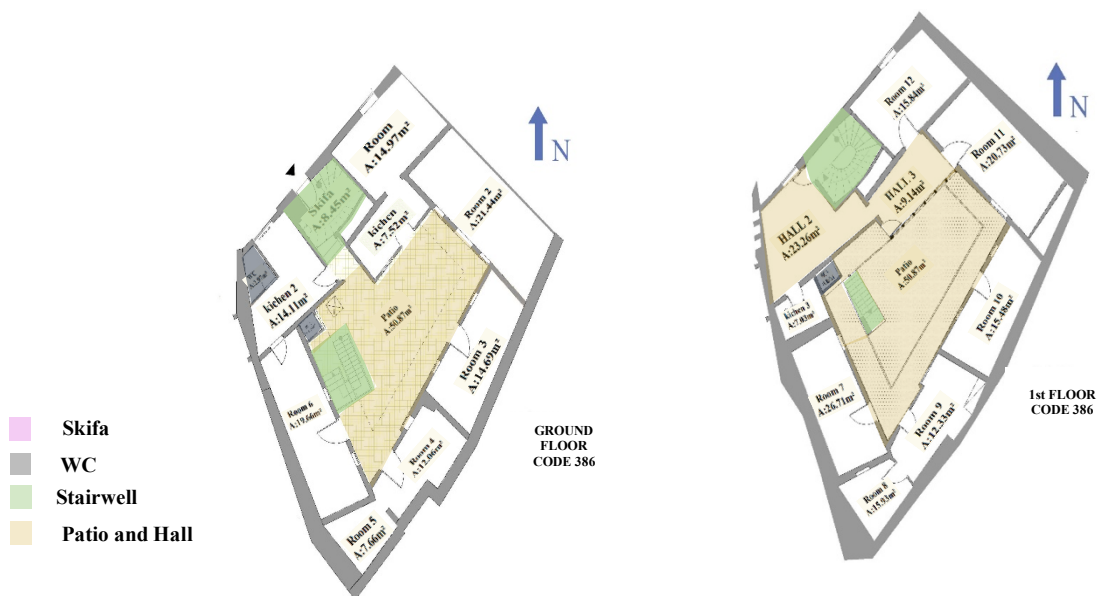 N
Room
A:14.97m²
Skifa
A:8.45m²
kichen
A:7.52m²
Room 2
A:21.44m²
WC
kichen 2
A:14.11m²
Patio
A:50.87m²
Room 3
A:14.69m²
Room 6
A:19.66m²
Room 4
A:12.06m²
Room 5
A:7.66m²
GROUND
FLOOR
CODE 386
N
Room 12
A:15.84m²
Room 11
A:20.73m²
HALL 3
A:9.14m²
HALL 2
A:23.26m²
Patio
A:50.87m²
kichen 3
A:7.03m²
Room 10
A:15.48m²
Room 7
A:26.71m²
Room 9
A:12.33m²
Room 8
A:15.93m²
1st FLOOR
CODE 386
Skifa
WC
Stairwell
Patio and Hall